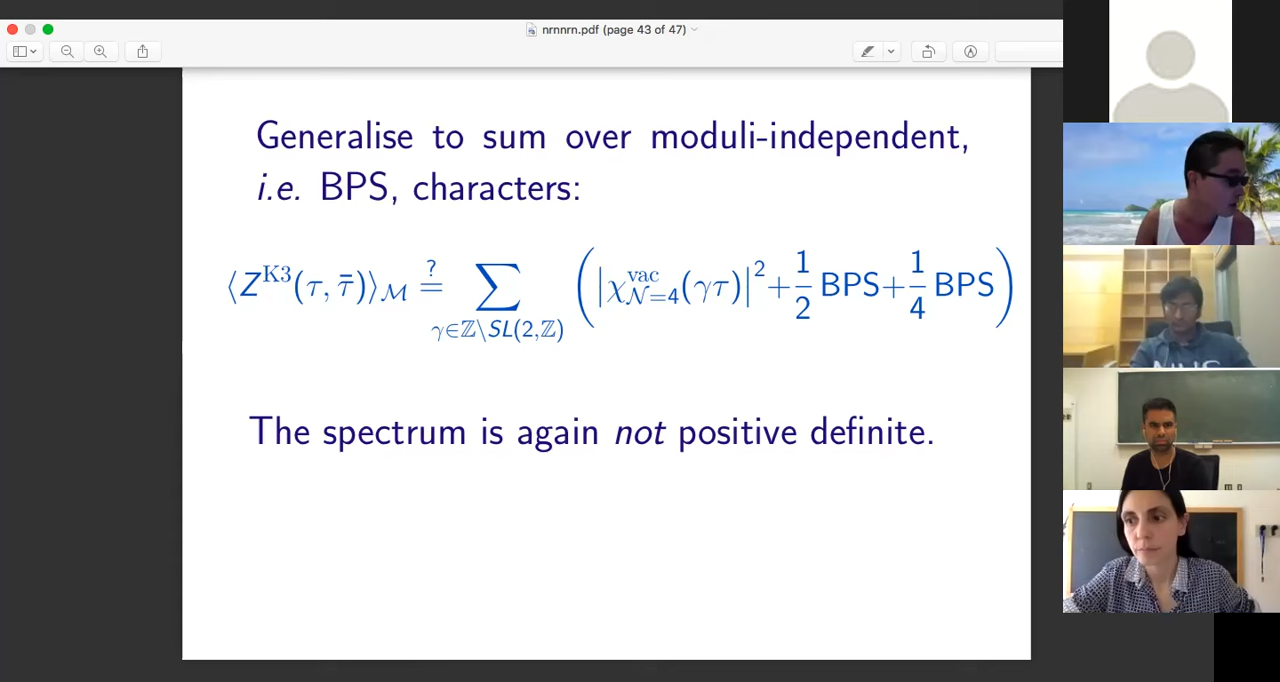 nrnnrn.pdf (page 43 of 47)
Generalise to sum over moduli-independent,
i.e. BPS, characters:
⟨Z^{K3}(τ, τ̄)⟩_ℳ ≟ ∑_{γ∈ℤ\SL(2,ℤ)} ( |χ^{vac}_{𝒩=4}(γτ)|² + 1/2 BPS + 1/4 BPS )
The spectrum is again not positive definite.